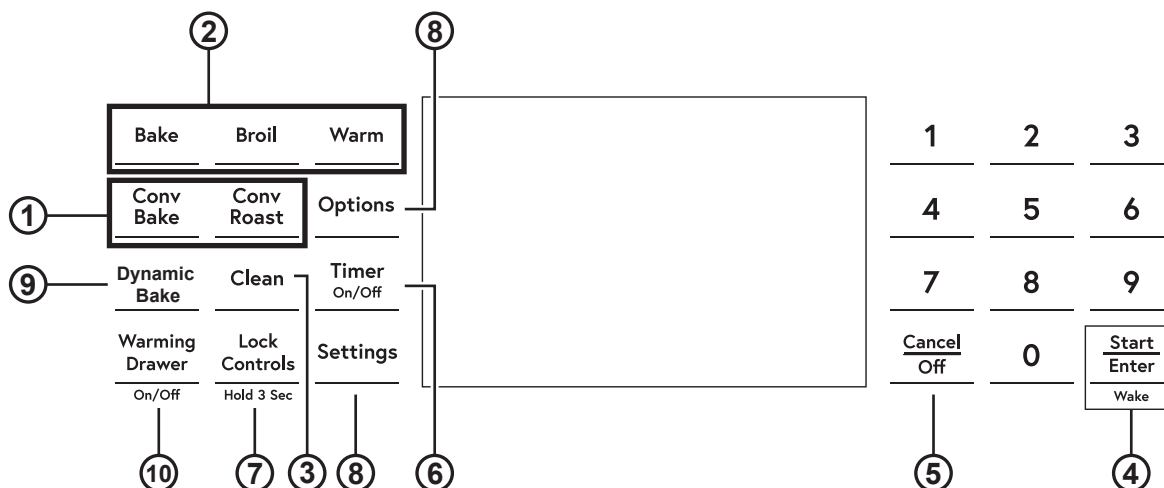 2
8
Bake
Broil
Warm
1
2
3
1
Conv
Bake
Conv
Roast
Options
4
5
6
9
Dynamic
Bake
Clean
Timer
On/Off
7
8
9
Warming
Drawer
On/Off
Lock
Controls
Hold 3 Sec
Settings
Cancel
Off
0
Start
Enter
Wake
10
7
3
8
6
5
4